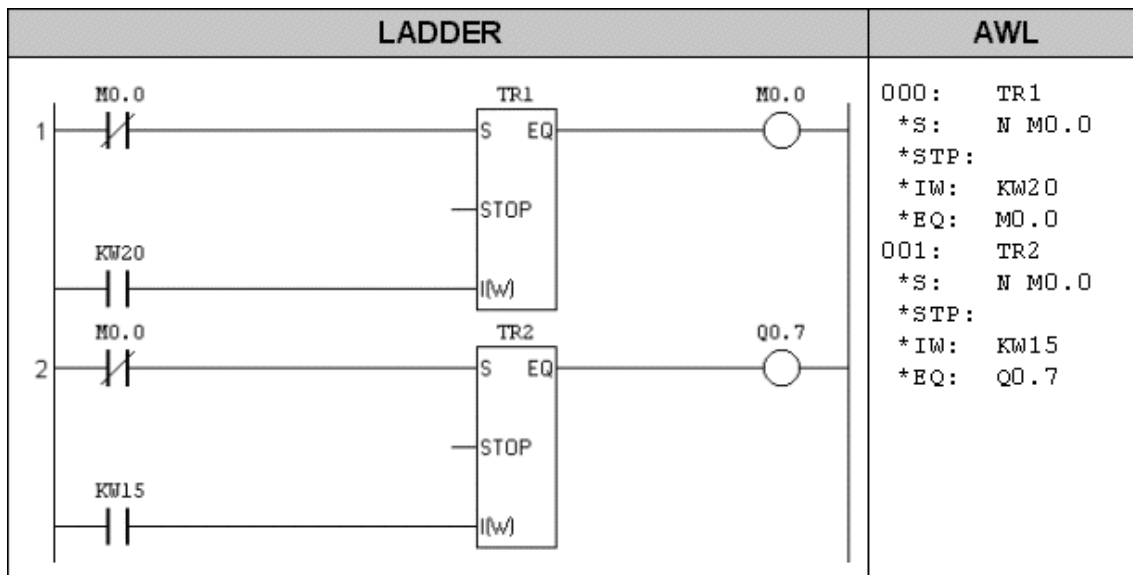 LADDER
AWL
M0.0 TR1 M0.0
1 S EQ
STOP
KW20
I(W)
M0.0 TR2 Q0.7
2 S EQ
STOP
KW15
I(W)
000: TR1
*S: N M0.0
*STP:
*IW: KW20
*EQ: M0.0
001: TR2
*S: N M0.0
*STP:
*IW: KW15
*EQ: Q0.7